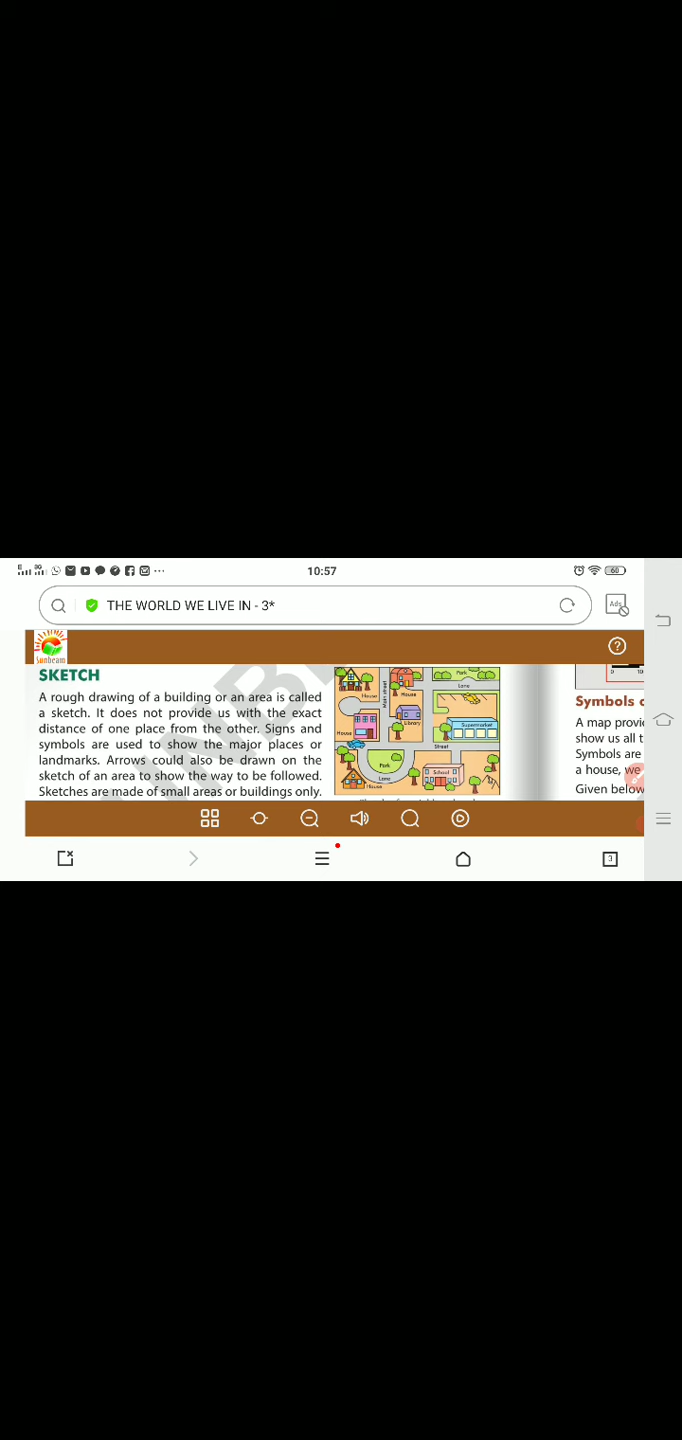 10:57
60
THE WORLD WE LIVE IN - 3*
Ads
Sunbeam
SKETCH
A rough drawing of a building or an area is called
a sketch. It does not provide us with the exact
distance of one place from the other. Signs and
symbols are used to show the major places or
landmarks. Arrows could also be drawn on the
sketch of an area to show the way to be followed.
Sketches are made of small areas or buildings only.
House
Main street
House
Park
Lane
House
Library
Supermarket
Street
Park
Lane
House
School
Symbols
A map
show us all
Symbols are
a house, we
Given below
3